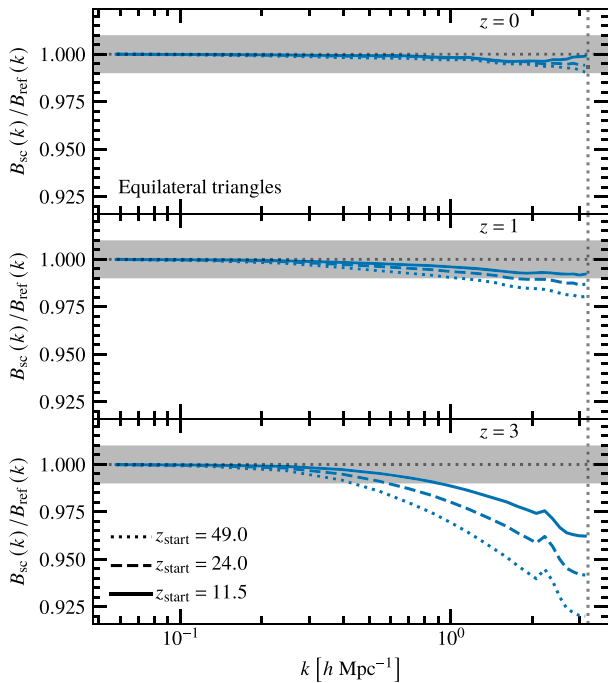 z = 0
1.000
0.975
0.950
0.925
B_sc(k)/B_ref(k)
Equilateral triangles
z = 1
1.000
0.975
0.950
0.925
B_sc(k)/B_ref(k)
z = 3
1.000
0.975
0.950
0.925
B_sc(k)/B_ref(k)
z_start = 49.0
z_start = 24.0
z_start = 11.5
10⁻¹ 10⁰
k [h Mpc⁻¹]